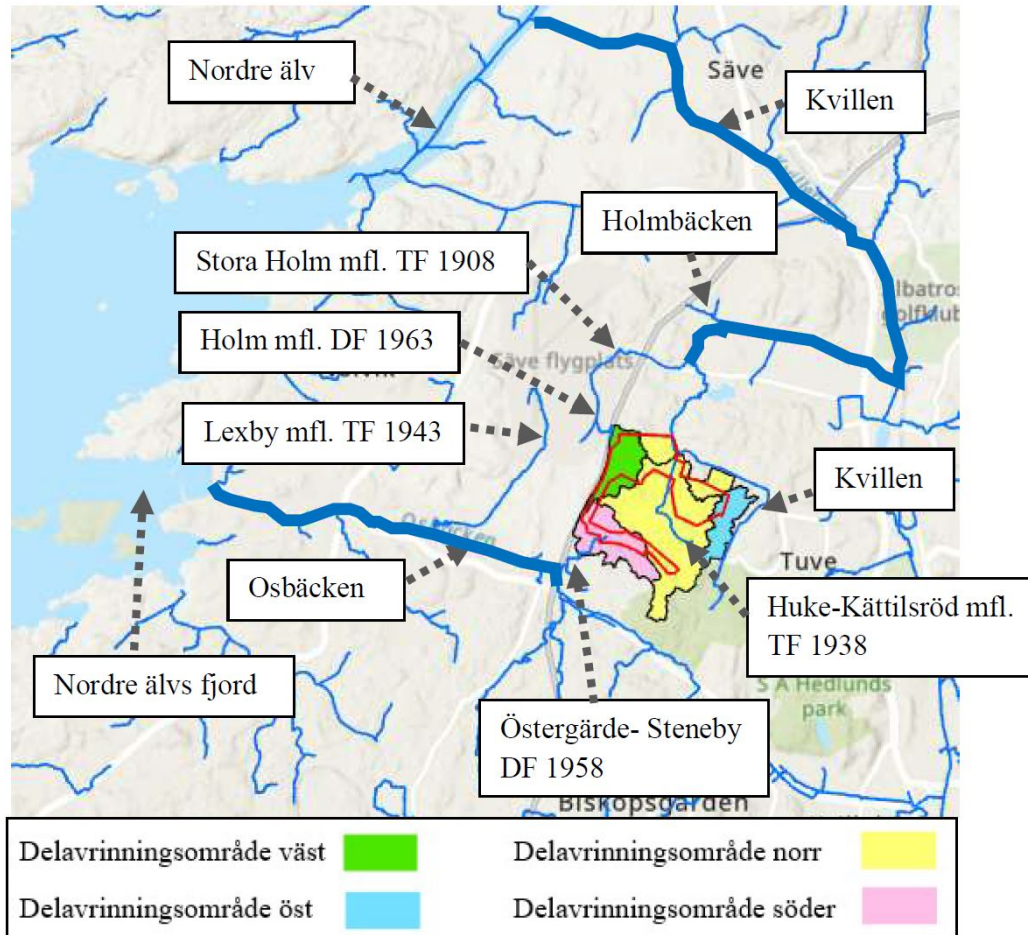 Nordre älv
Säve
Kvillen
Kvillen
Holmbäcken
Stora Holm mfl. TF 1908
Holm mfl. DF 1963
Säve flygplats
Lexby mfl. TF 1943
Kvillen
Osbäcken
Tuve
Osbäcken
Huke-Kättilsröd mfl.
TF 1938
Nordre älvs fjord
S A Hedlunds
park
Östergärde- Steneby
DF 1958
Biskopsgården
Delavrinningsområde väst
Delavrinningsområde norr
Delavrinningsområde öst
Delavrinningsområde söder